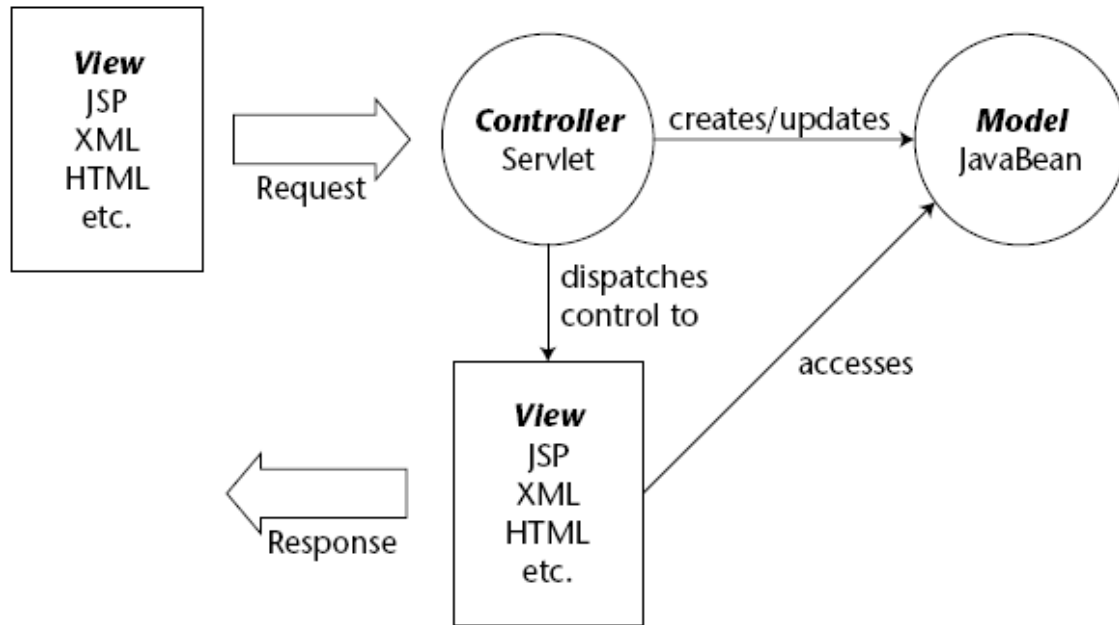 View
JSP
XML
HTML
etc.
Request
Controller
Servlet
creates/updates
Model
JavaBean
dispatches
control to
accesses
View
JSP
XML
HTML
etc.
Response